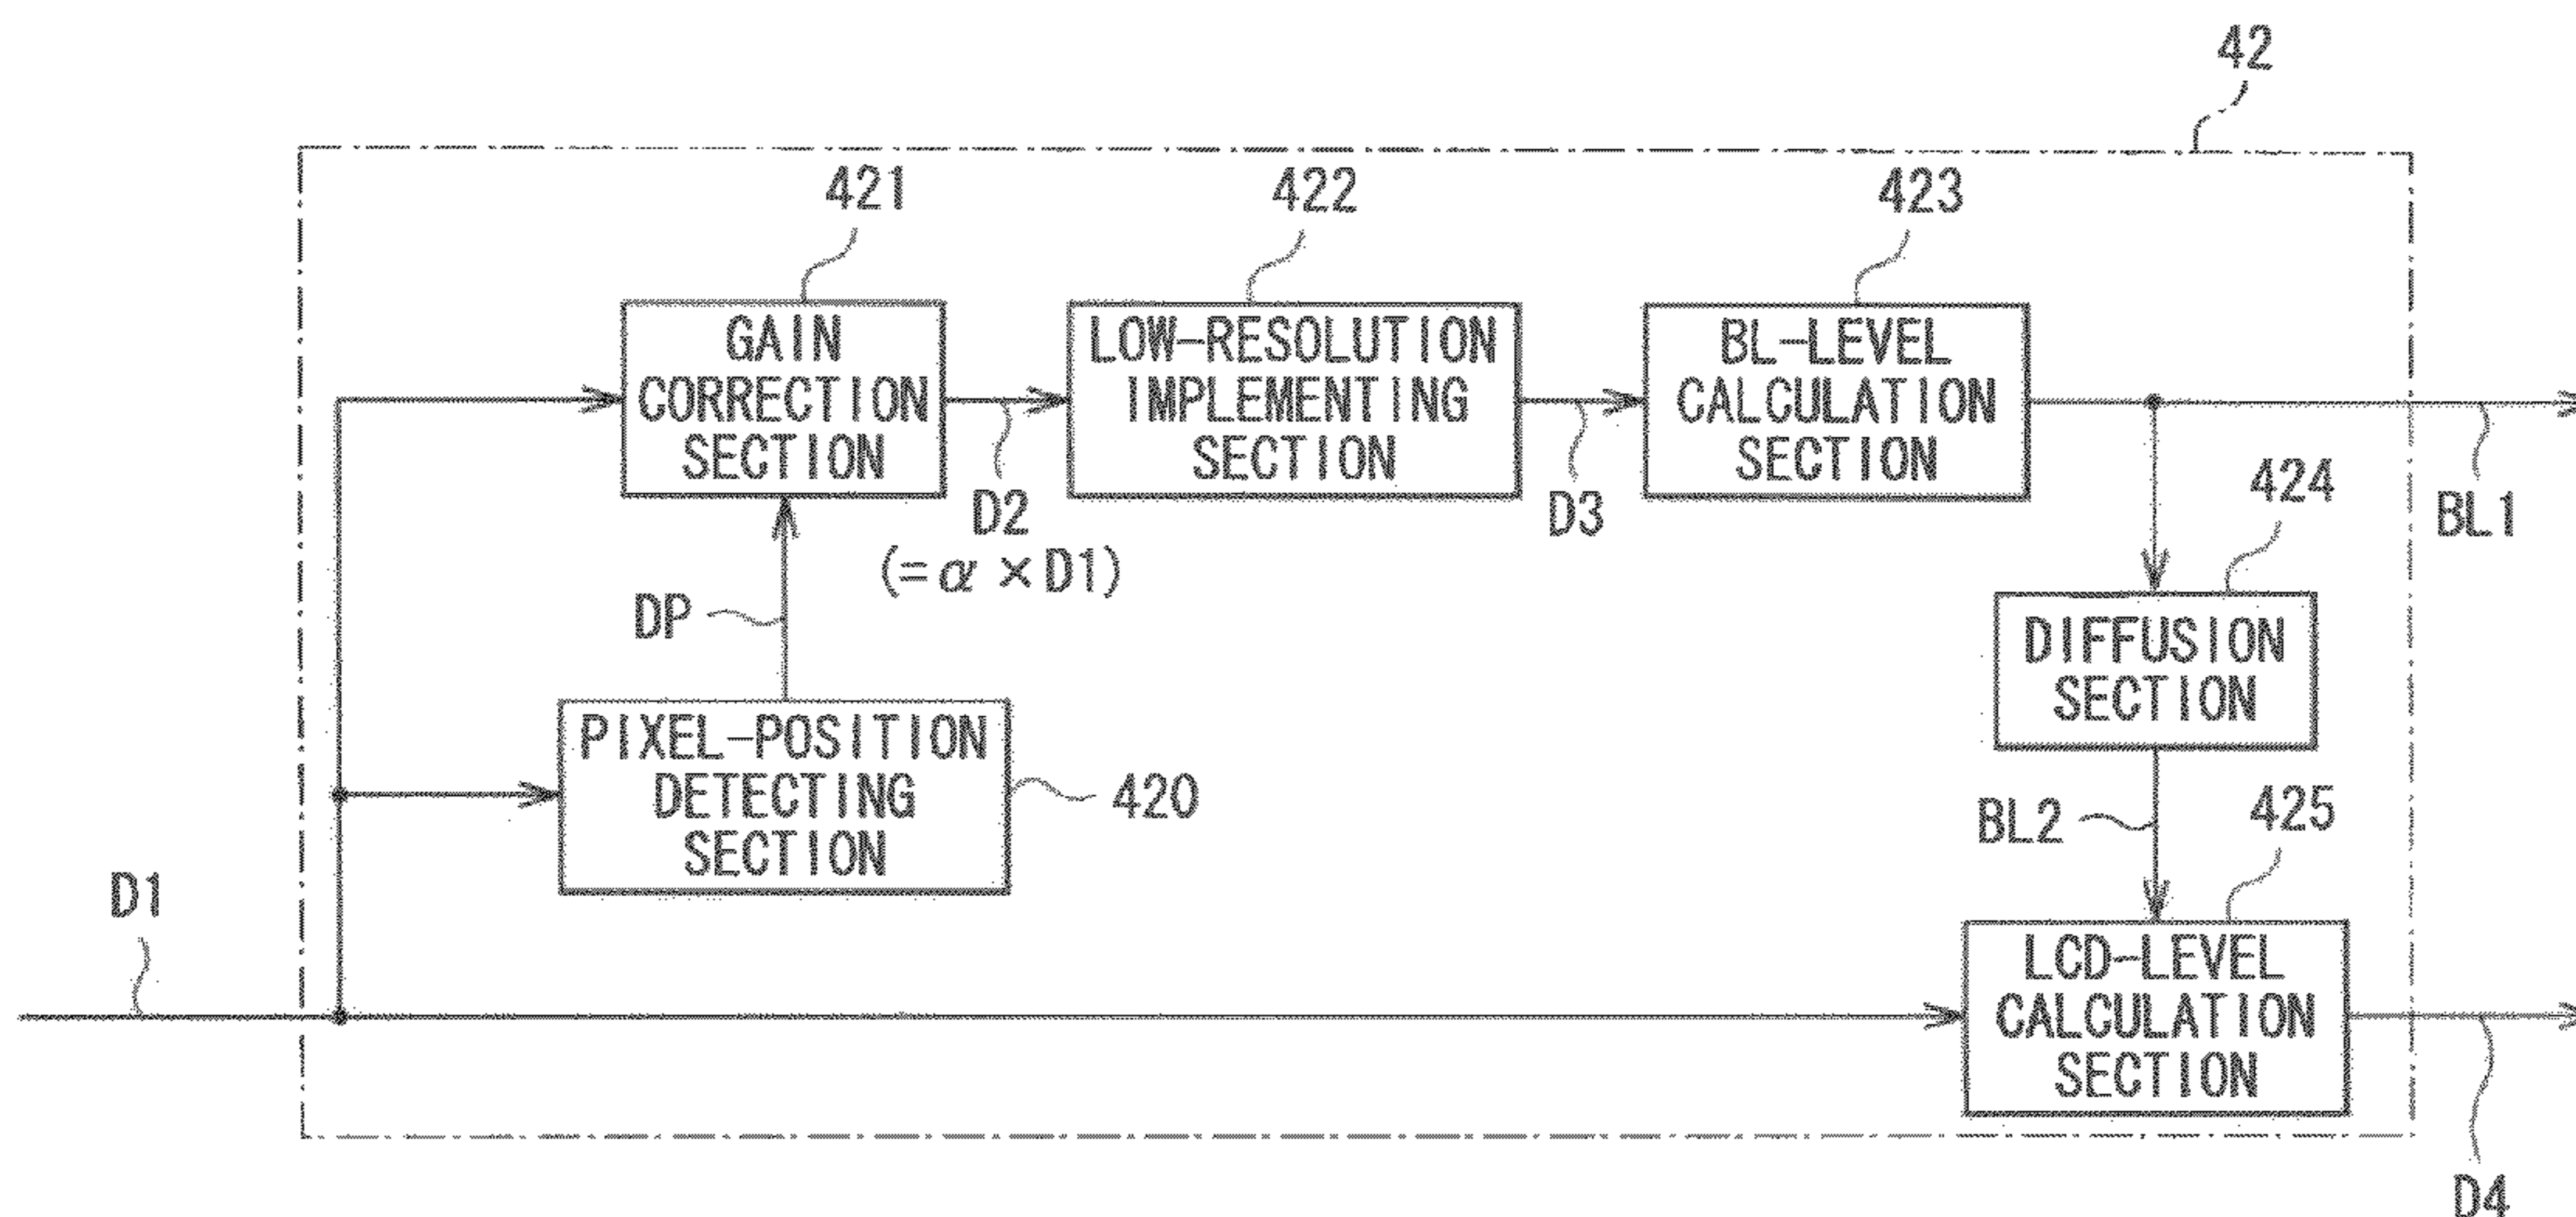 42
421
422
423
GAIN
CORRECTION
SECTION
LOW-RESOLUTION
IMPLEMENTING
SECTION
BL-LEVEL
CALCULATION
SECTION
D2
(=α×D1)
D3
BL1
424
DP
DIFFUSION
SECTION
PIXEL-POSITION
DETECTING
SECTION
420
BL2
425
D1
LCD-LEVEL
CALCULATION
SECTION
D4